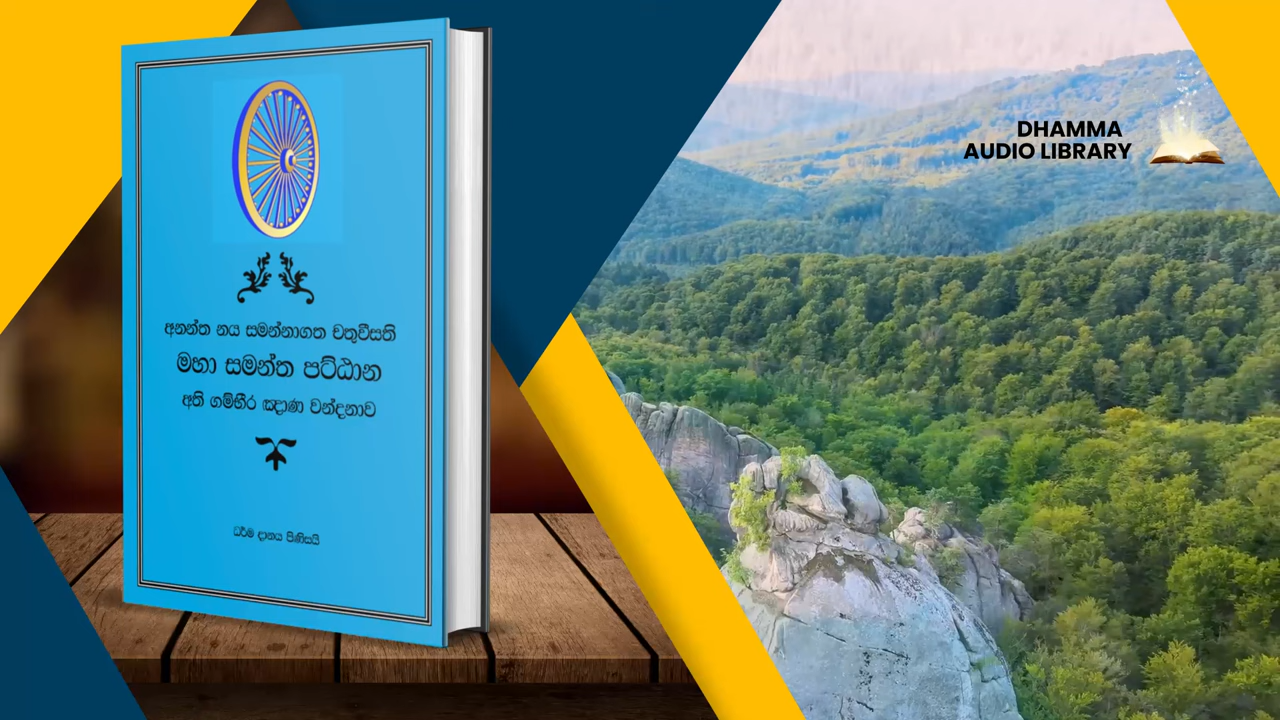 අනන්ත නය සමන්නාගත චතුවීසති
මහා සමන්ත පට්ඨාන
අති ගම්භීර ඤාණ වන්දනාව
ධර්ම දානය පිණිසයි
DHAMMA
AUDIO LIBRARY